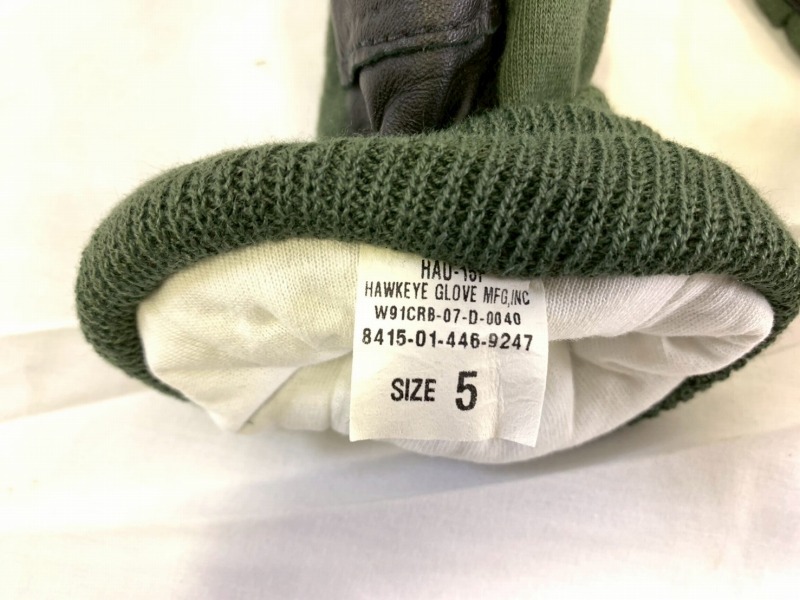 HAWKEYE GLOVE MFG,INC
W91CRB-07-D-0040
8415-01-446-9247
SIZE 5